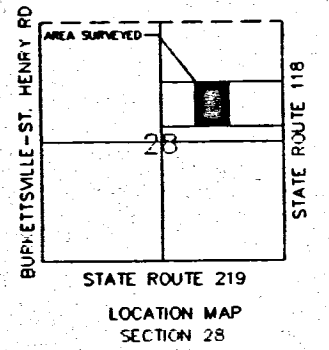 AREA SURVEYED
BURKETTSVILLE-ST. HENRY RD
STATE ROUTE 118
28
STATE ROUTE 219
LOCATION MAP
SECTION 28